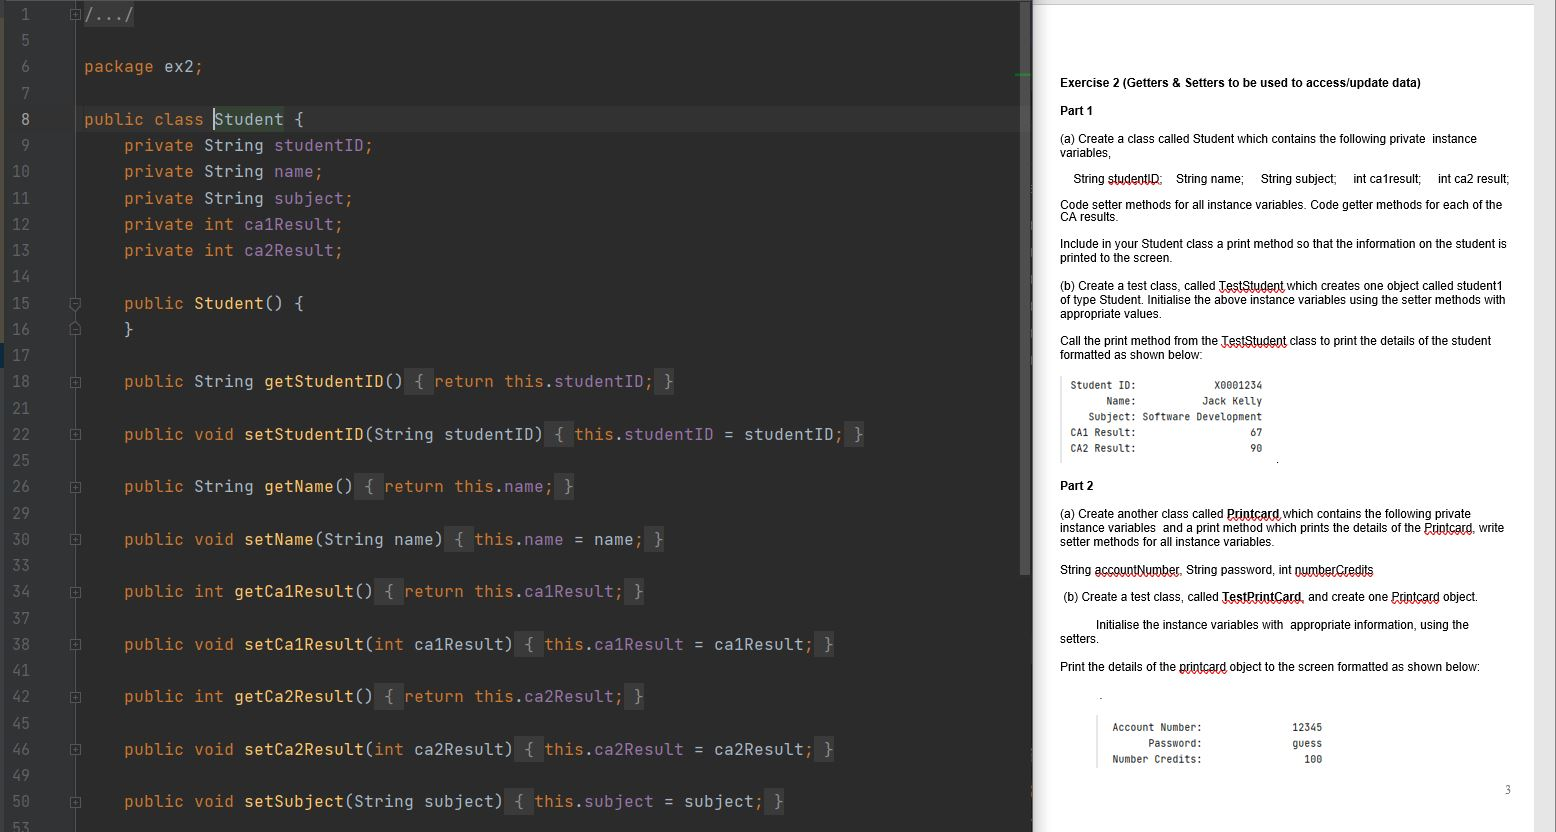 1 /.../
5
6 package ex2;
7
8 public class Student {
9 private String studentID;
10 private String name;
11 private String subject;
12 private int ca1Result;
13 private int ca2Result;
14
15 public Student() {
16 }
17
18 public String getStudentID() { return this.studentID; }
21
22 public void setStudentID(String studentID) { this.studentID = studentID; }
25
26 public String getName() { return this.name; }
29
30 public void setName(String name) { this.name = name; }
33
34 public int getCa1Result() { return this.ca1Result; }
37
38 public void setCa1Result(int ca1Result) { this.ca1Result = ca1Result; }
41
42 public int getCa2Result() { return this.ca2Result; }
45
46 public void setCa2Result(int ca2Result) { this.ca2Result = ca2Result; }
49
50 public void setSubject(String subject) { this.subject = subject; }
53
Exercise 2 (Getters & Setters to be used to access/update data)
Part 1
(a) Create a class called Student which contains the following private instance
variables,
String studentID; String name; String subject; int ca1result; int ca2 result;
Code setter methods for all instance variables. Code getter methods for each of the
CA results.
Include in your Student class a print method so that the information on the student is
printed to the screen.
(b) Create a test class, called TestStudent which creates one object called student1
of type Student. Initialise the above instance variables using the setter methods with
appropriate values.
Call the print method from the TestStudent class to print the details of the student
formatted as shown below:
Student ID: X0001234
Name: Jack Kelly
Subject: Software Development
CA1 Result: 67
CA2 Result: 90
.
Part 2
(a) Create another class called Printcard which contains the following private
instance variables and a print method which prints the details of the Printcard, write
setter methods for all instance variables.
String accountNumber, String password, int numberCredits
(b) Create a test class, called TestPrintCard, and create one Printcard object.
Initialise the instance variables with appropriate information, using the
setters.
Print the details of the printcard object to the screen formatted as shown below:
.
Account Number: 12345
Password: guess
Number Credits: 100
3